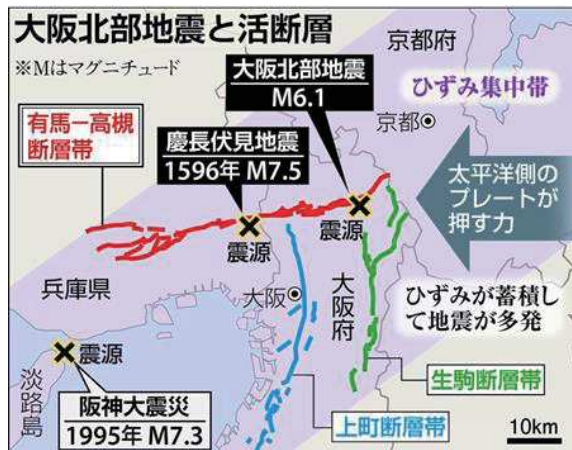 大阪北部地震と活断層
※Mはマグニチュード
京都府
大阪北部地震
M6.1
ひずみ集中帯
有馬ー高槻
断層帯
慶長伏見地震
1596年 M7.5
京都
太平洋側の
プレートが
押す力
震源
震源
兵庫県
大阪
大阪府
ひずみが蓄積し
て地震が多発
震源
淡路島
阪神大震災
1995年 M7.3
上町断層帯
生駒断層帯
10km